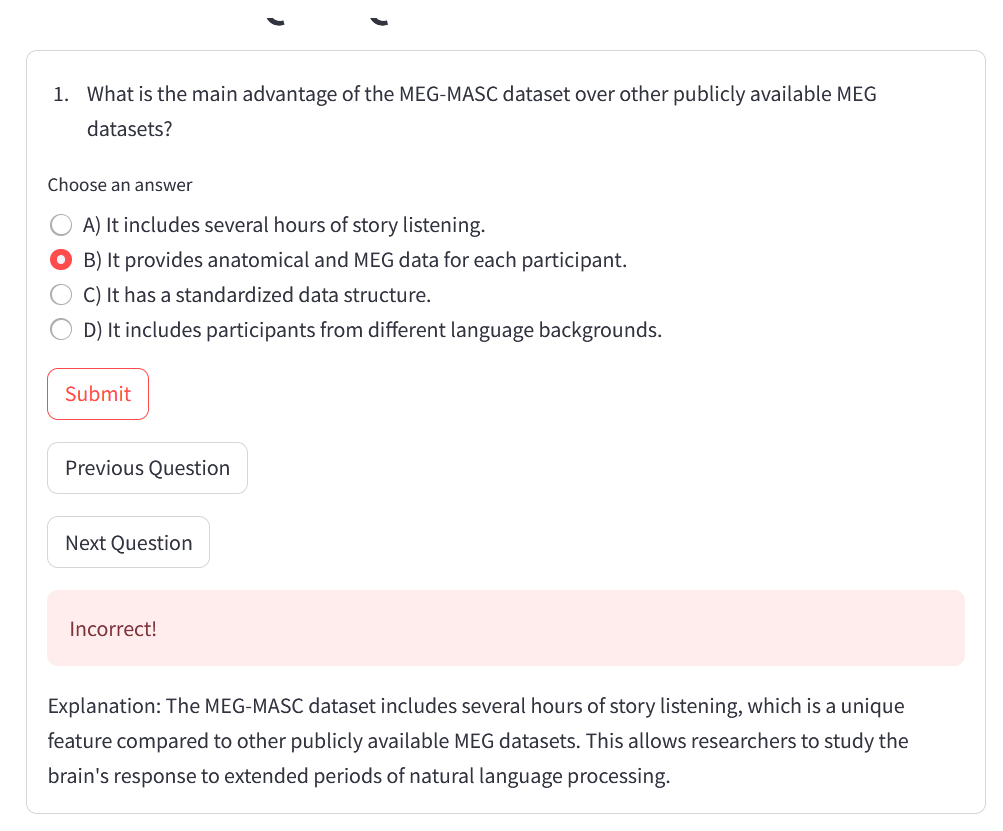 1. What is the main advantage of the MEG-MASC dataset over other publicly available MEG
datasets?
Choose an answer
A) It includes several hours of story listening.
B) It provides anatomical and MEG data for each participant.
C) It has a standardized data structure.
D) It includes participants from different language backgrounds.
Submit
Previous Question
Next Question
Incorrect!
Explanation: The MEG-MASC dataset includes several hours of story listening, which is a unique
feature compared to other publicly available MEG datasets. This allows researchers to study the
brain's response to extended periods of natural language processing.